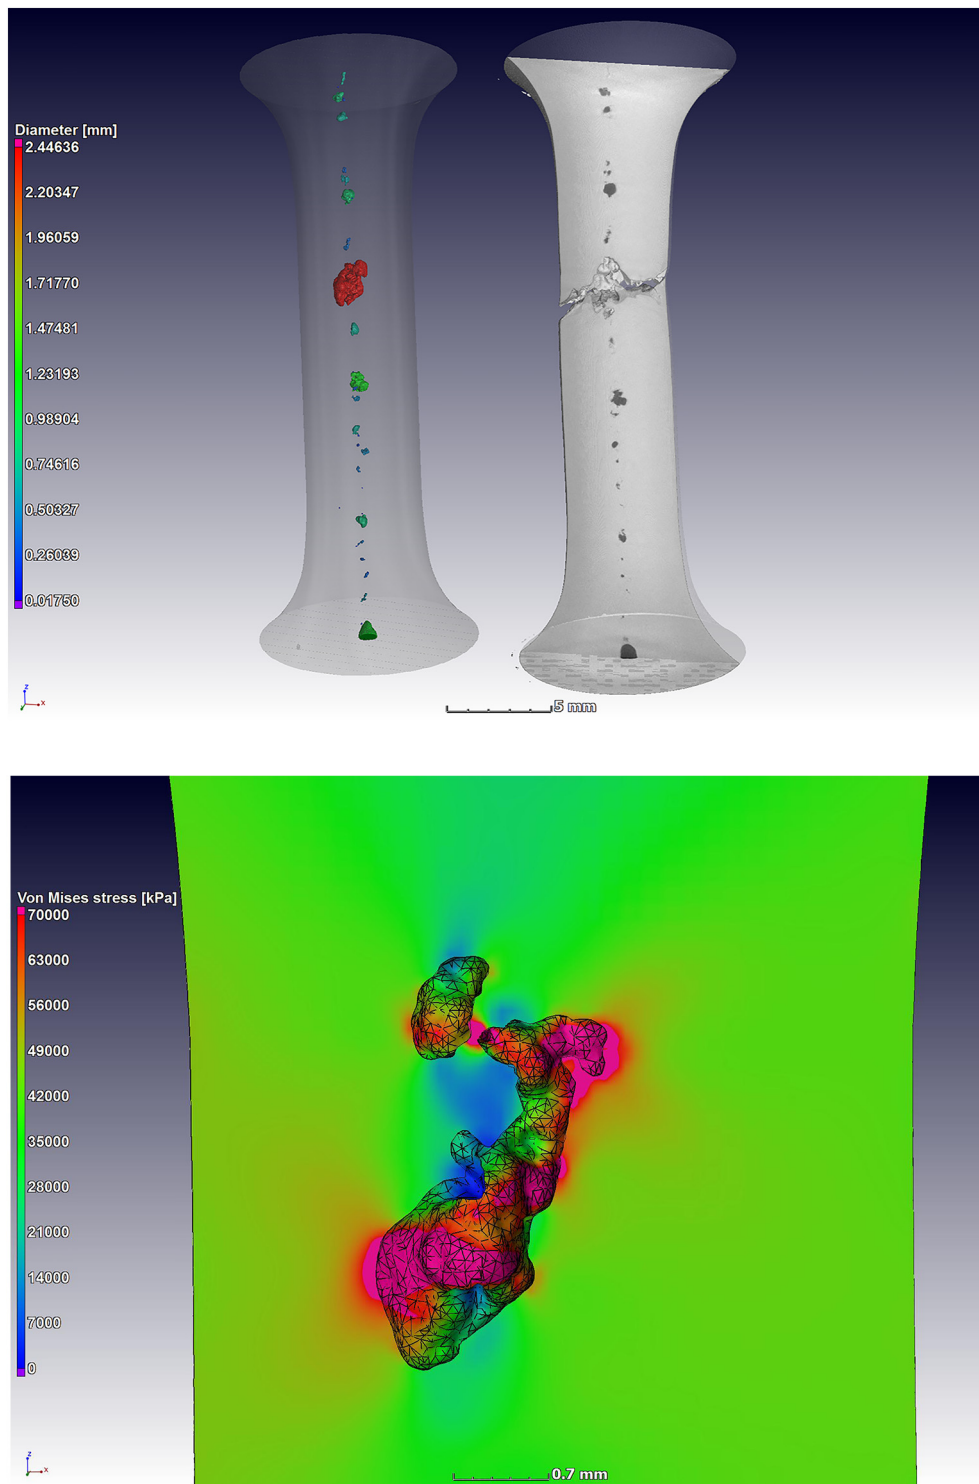 Diameter [mm]
2.44636
2.20347
1.96059
1.71770
1.47481
1.23193
0.98904
0.74616
0.50327
0.26039
0.01750
z
x
5 mm
Von Mises stress [kPa]
70000
63000
56000
49000
42000
35000
28000
21000
14000
7000
0
z
x
0.7 mm